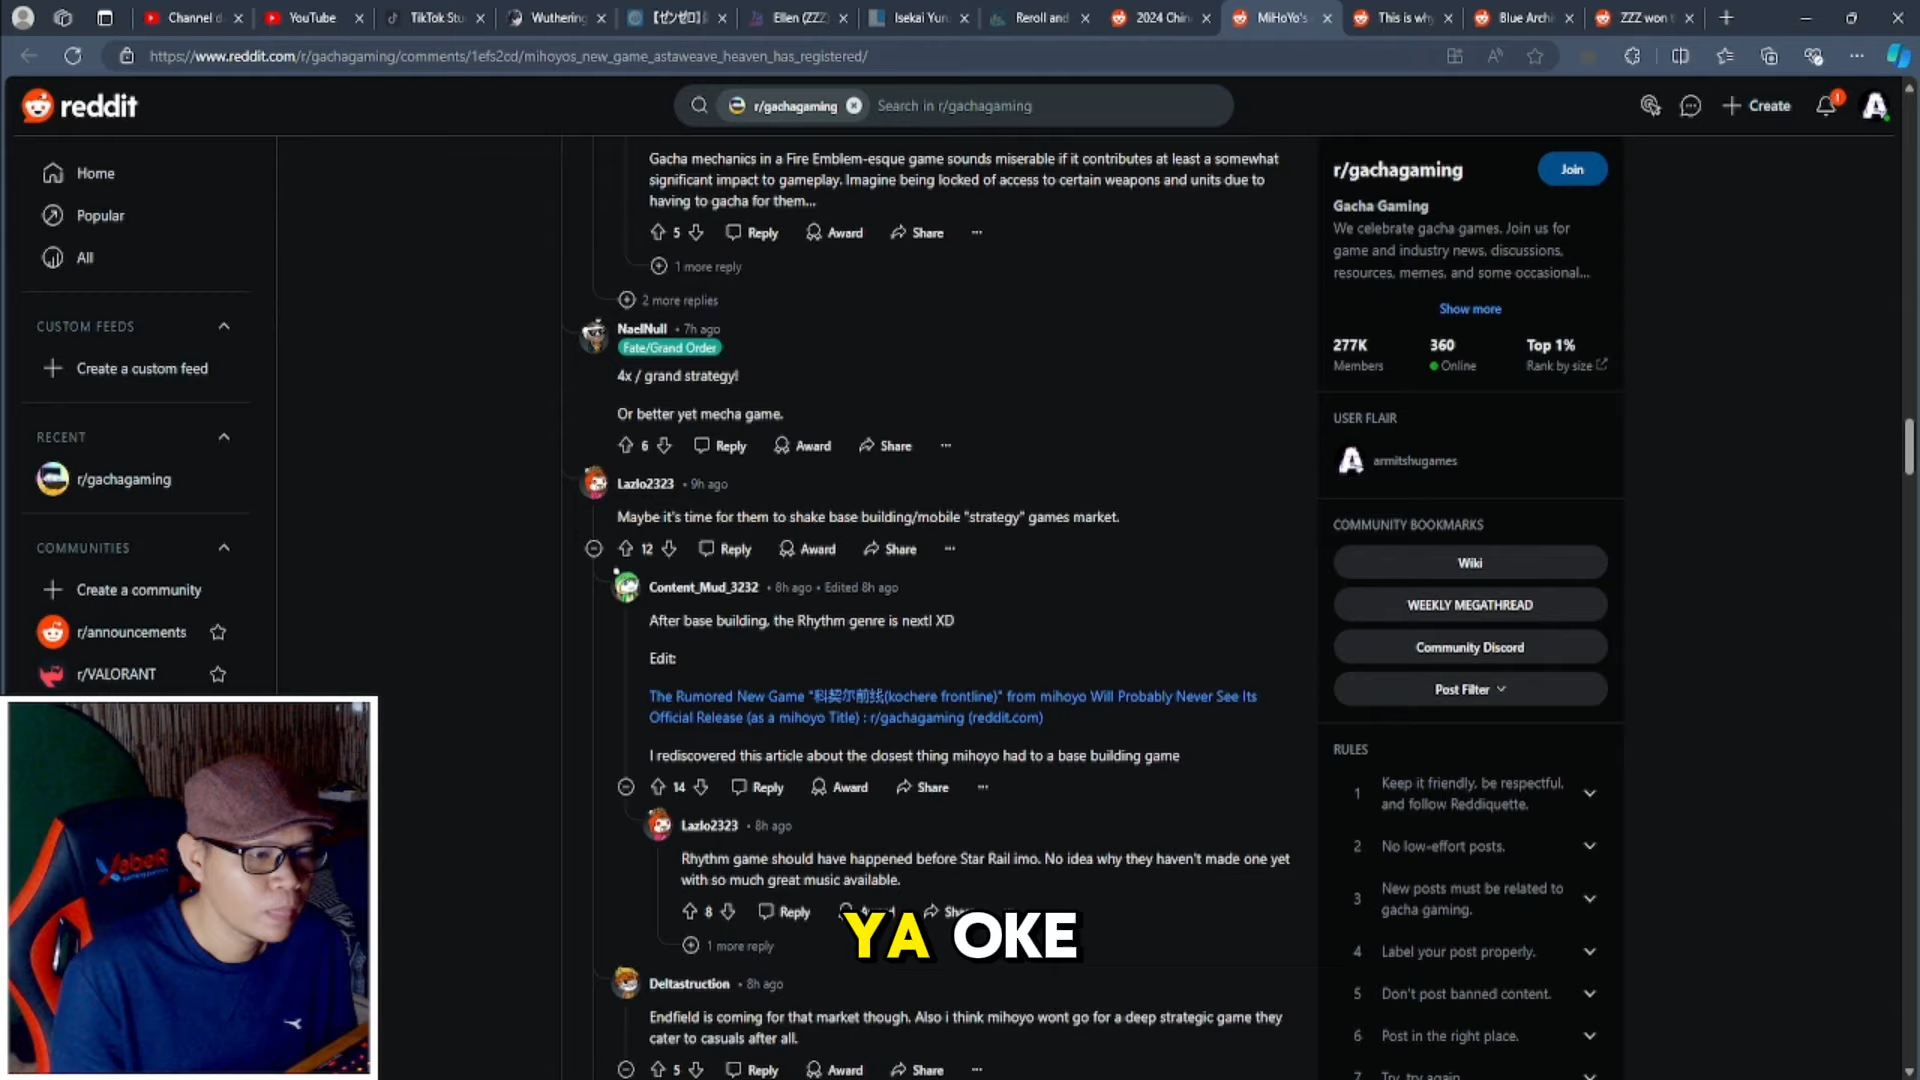 Channel d
YouTube
TikTok Stu
Wuthering
【ゼンゼロ】
Ellen (ZZZ)
Isekai Yuru
Reroll and
2024 Chin
MiHoYo's
This is why
Blue Archi
ZZZ won t
https://www.reddit.com/r/gachagaming/comments/1efs2cd/mihoyos_new_game_astaweave_heaven_has_registered/
reddit
r/gachagaming
Search in r/gachagaming
Create
1
Home
Popular
All
CUSTOM FEEDS
Create a custom feed
RECENT
r/gachagaming
COMMUNITIES
Create a community
r/announcements
r/VALORANT
Gacha mechanics in a Fire Emblem-esque game sounds miserable if it contributes at least a somewhat
significant impact to gameplay. Imagine being locked of access to certain weapons and units due to
having to gacha for them...
5 Reply Award Share ...
1 more reply
2 more replies
NaelNull • 7h ago
Fate/Grand Order
4x / grand strategy!
Or better yet mecha game.
6 Reply Award Share ...
Lazlo2323 • 9h ago
Maybe it's time for them to shake base building/mobile "strategy" games market.
12 Reply Award Share ...
Content_Mud_3232 • 8h ago • Edited 8h ago
After base building, the Rhythm genre is next! XD
Edit:
The Rumored New Game "科契尔前线(kochere frontline)" from mihoyo Will Probably Never See Its
Official Release (as a mihoyo Title) : r/gachagaming (reddit.com)
I rediscovered this article about the closest thing mihoyo had to a base building game
14 Reply Award Share ...
Lazlo2323 • 8h ago
Rhythm game should have happened before Star Rail imo. No idea why they haven't made one yet
with so much great music available.
8 Reply
1 more reply
YA OKE
Deltastruction • 8h ago
Endfield is coming for that market though. Also i think mihoyo wont go for a deep strategic game they
cater to casuals after all.
5 Reply Award Share ...
r/gachagaming
Join
Gacha Gaming
We celebrate gacha games. Join us for
game and industry news, discussions,
resources, memes, and some occasional...
Show more
277K 360 Top 1%
Members Online Rank by size
USER FLAIR
armitshugames
COMMUNITY BOOKMARKS
Wiki
WEEKLY MEGATHREAD
Community Discord
Post Filter
RULES
1 Keep it friendly, be respectful,
and follow Reddiquette.
2 No low-effort posts.
3 New posts must be related to
gacha gaming.
4 Label your post properly.
5 Don't post banned content.
6 Post in the right place.
7 Try, try again